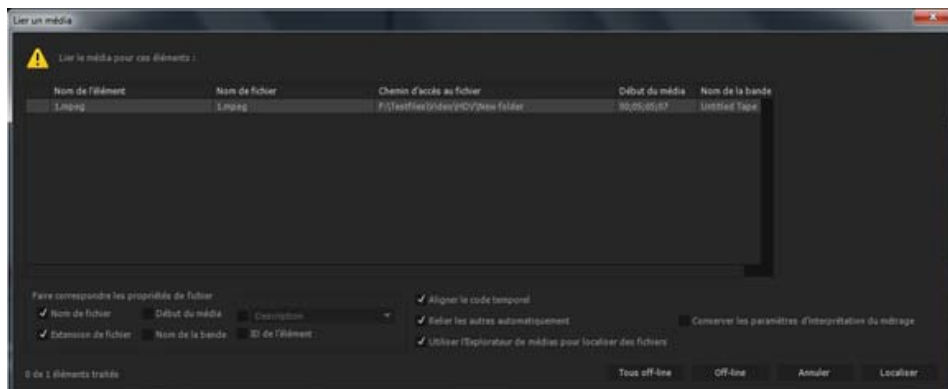 Lier un média
Lier le média pour ces éléments :
Nom de l'élément Nom de fichier Chemin d'accès au fichier Début du média Nom de la bande
1.mpeg 1.mpeg F:\Testfiles\Video\HDV\New folder 00;05;05;07 Untitled Tape
Faire correspondre les propriétés de fichier
Nom de fichier Début du média Description
Extension de fichier Nom de la bande ID de l'élément
Aligner le code temporel
Relier les autres automatiquement Conserver les paramètres d'interprétation du métrage
Utiliser l'Explorateur de médias pour localiser des fichiers
0 de 1 éléments traités Tous off-line Off-line Annuler Localiser